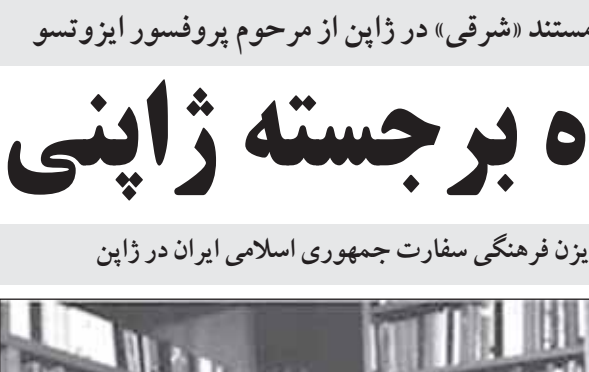 مستند «شرقی» در ژاپن از مرحوم پروفسور ایزوتسو
ه برجسته ژاپنی
یزن فرهنگی سفارت جمهوری اسلامی ایران در ژاپن